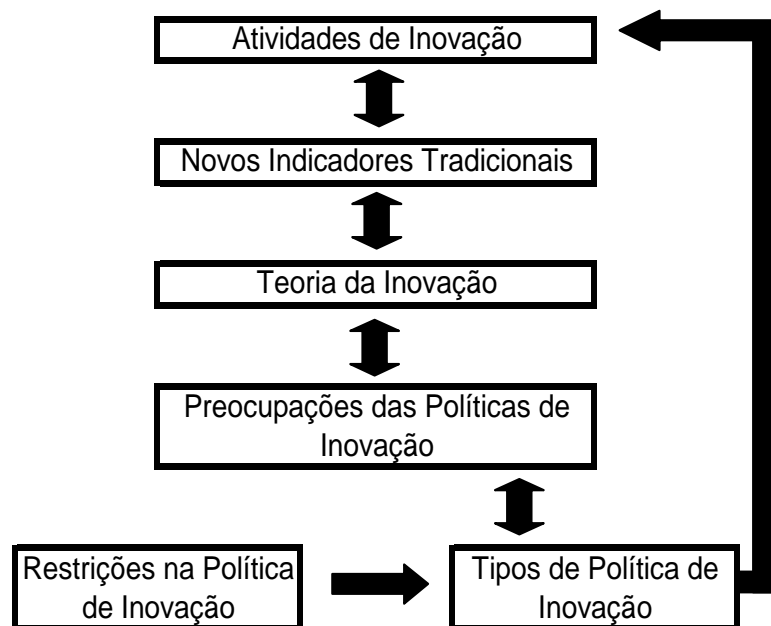 Atividades de Inovação
Novos Indicadores Tradicionais
Teoria da Inovação
Preocupações das Políticas de
Inovação
Restrições na Política
de Inovação
Tipos de Política de
Inovação